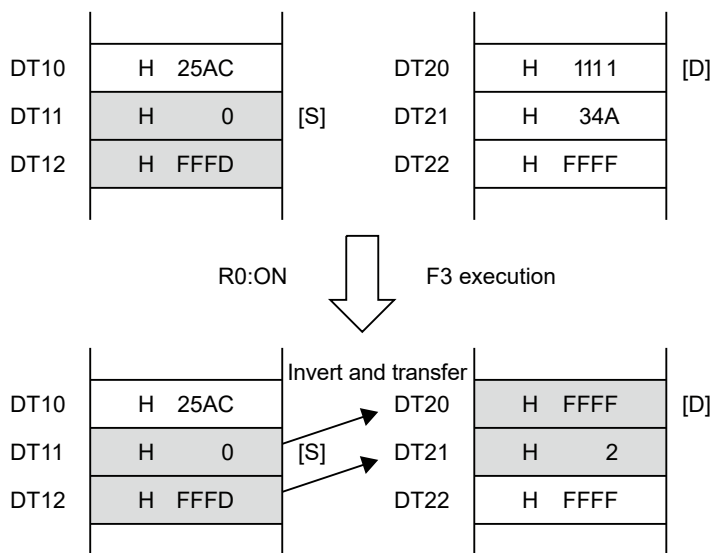 DT10 H 25AC DT20 H 1111 [D]
DT11 H 0 [S] DT21 H 34A
DT12 H FFFD DT22 H FFFF
R0:ON F3 execution
Invert and transfer
DT10 H 25AC DT20 H FFFF [D]
DT11 H 0 [S] DT21 H 2
DT12 H FFFD DT22 H FFFF